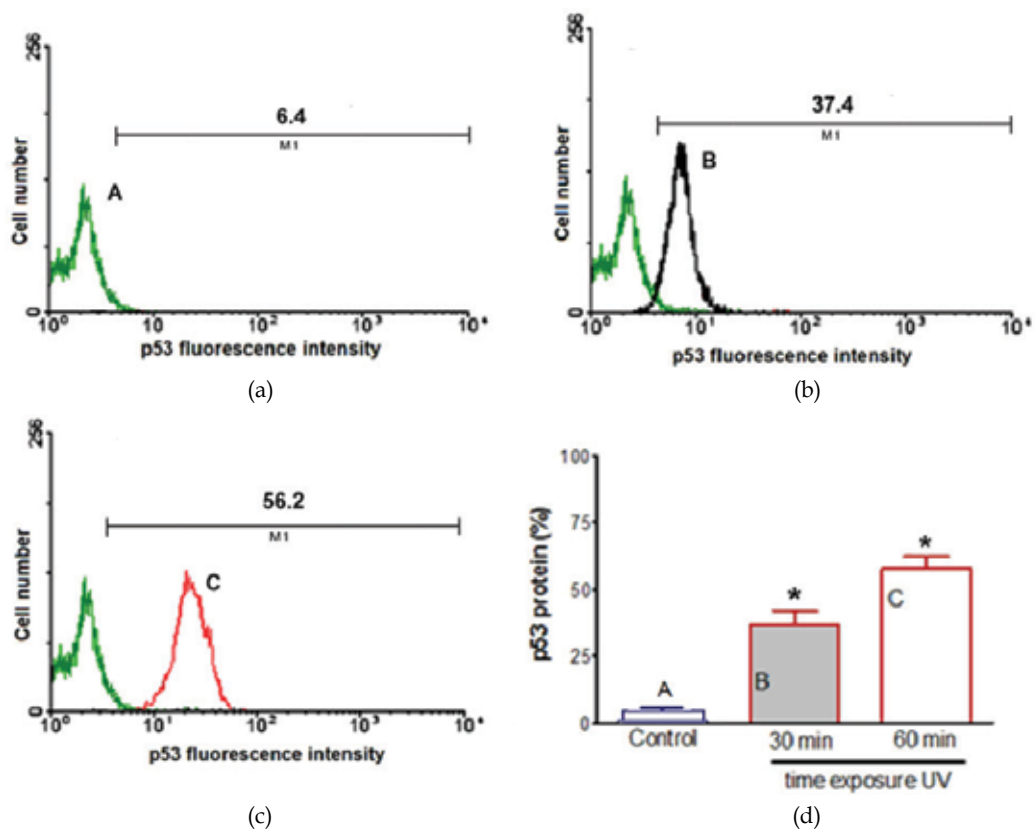 256
6.4
M1
A
Cell number
0
10⁰ 10 10² 10³ 10⁴
p53 fluorescence intensity
(a)
256
37.4
M1
B
Cell number
0
10⁰ 10¹ 10² 10³ 10⁴
p53 fluorescence intensity
(b)
256
56.2
M1
C
Cell number
0
10⁰ 10¹ 10² 10³ 10⁴
p53 fluorescence intensity
(c)
100
75
50
25
0
p53 protein (%)
A
*
B
*
C
Control 30 min 60 min
time exposure UV
(d)